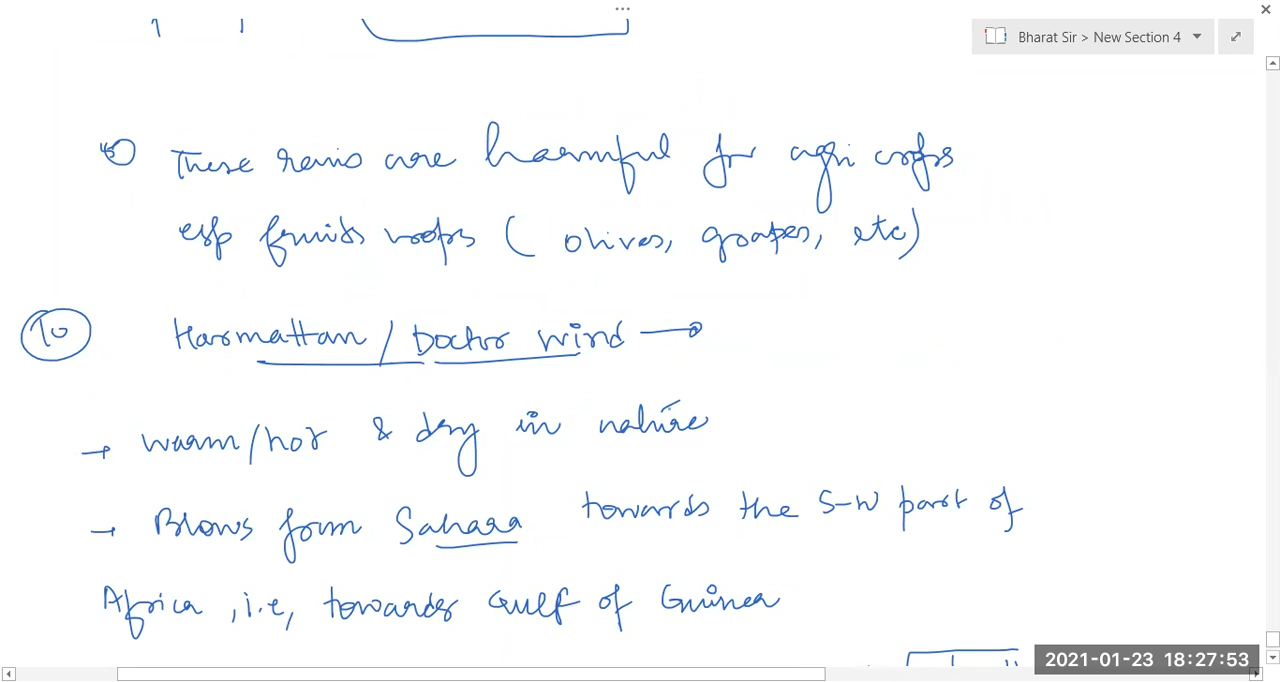 Bharat Sir > New Section 4
These rains are harmful for agri crops
esp fruits crops ( olives, grapes, etc)
10 Harmattan / Doctor wind →
→ warm/hot & dry in nature
→ Blows form Sahara towards the S-W part of
Africa, i.e, towards Gulf of Guinea
2021-01-23 18:27:53